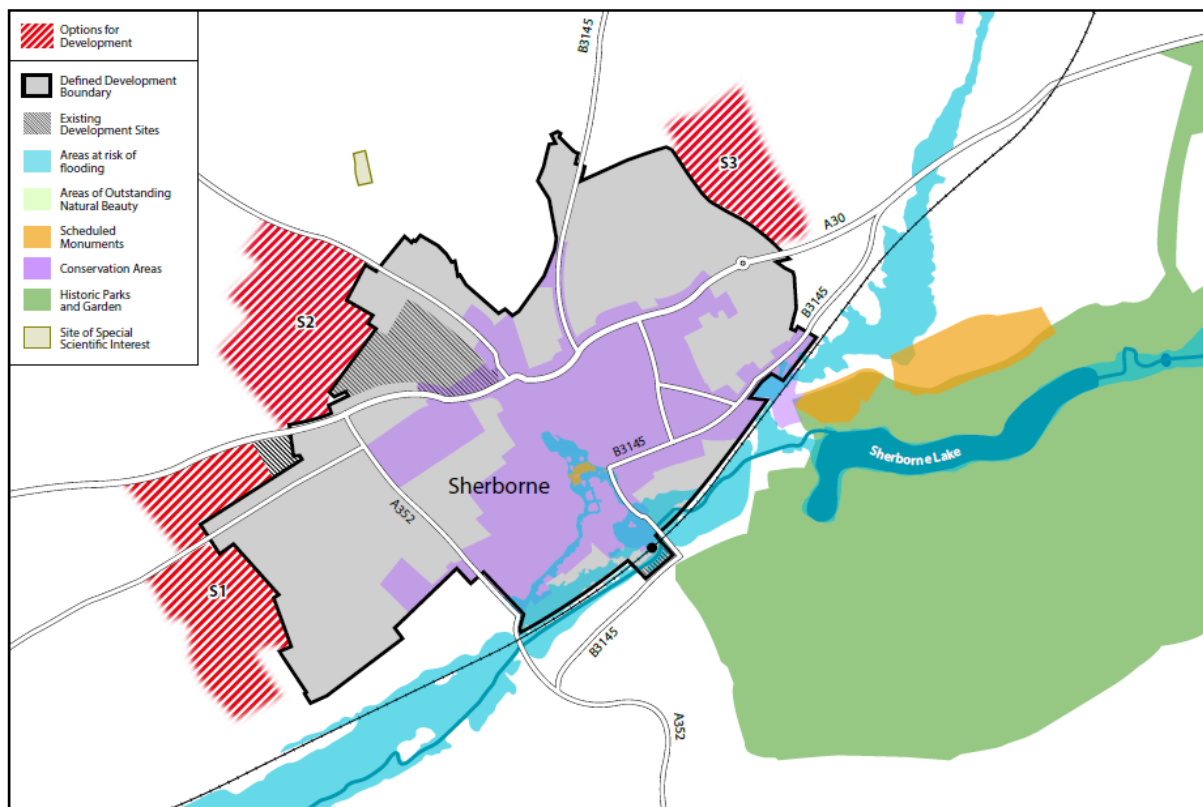 Options for
Development
Defined Development
Boundary
Existing
Development Sites
Areas at risk of
flooding
Areas of Outstanding
Natural Beauty
Scheduled
Monuments
Conservation Areas
Historic Parks
and Garden
Site of Special
Scientific Interest
B3145
S3
A30
S2
B3145
Sherborne Lake
B3145
Sherborne
A352
S1
B3145
A352